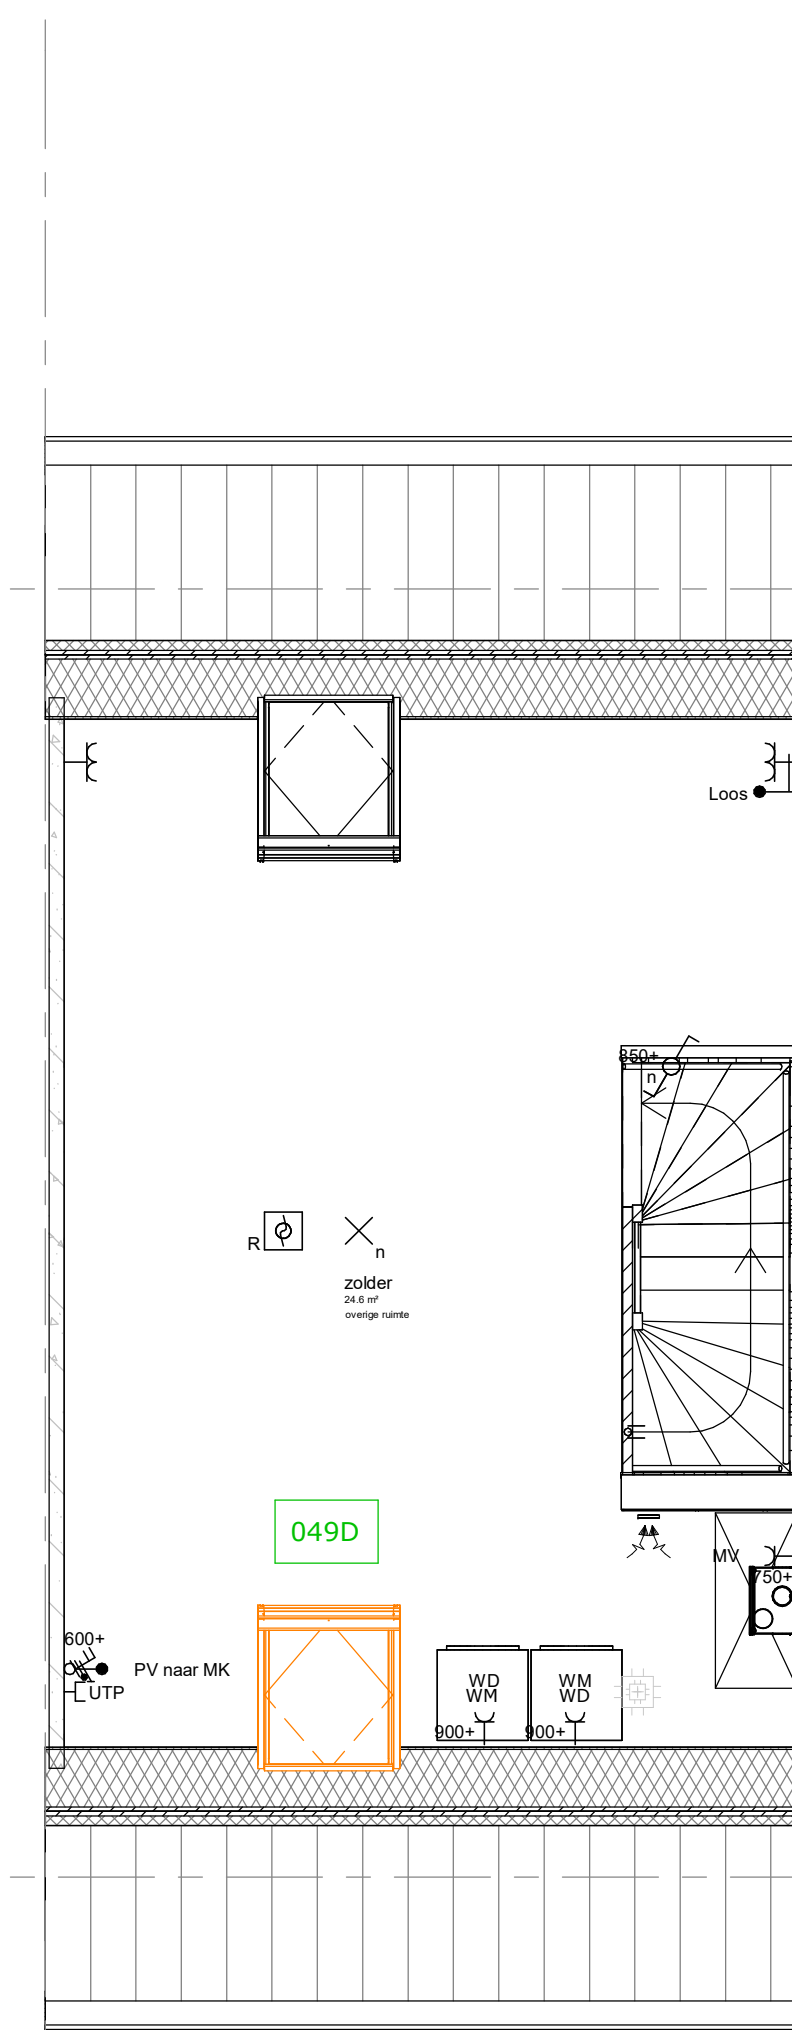 Loos
850+
n
R
n
zolder
24.6 m²
overige ruimte
049D
MV
750+
600+
PV naar MK
UTP
WD
WM
WM
WD
900+
900+